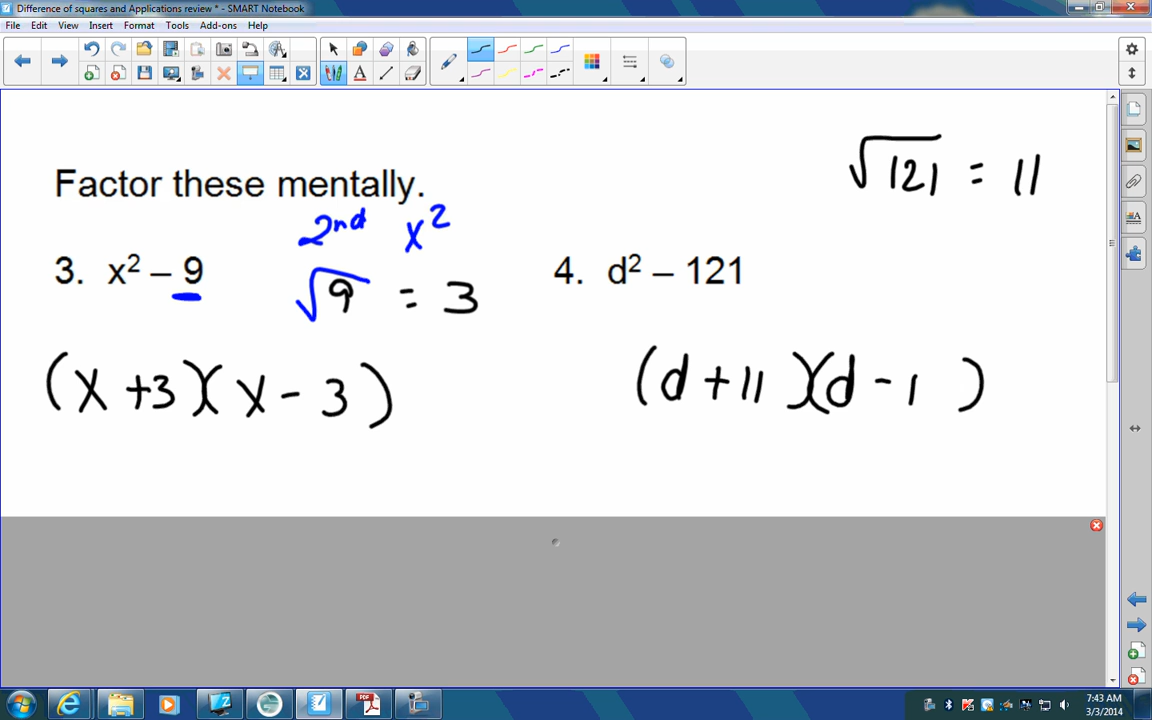 Difference of squares and Applications review * - SMART Notebook
File Edit View Insert Format Tools Add-ons Help
√121 = 11
Factor these mentally.
2nd x²
3. x² – 9
√9 = 3
4. d² – 121
(x +3)(x - 3)
(d + 11)(d - 1 )
7:43 AM
3/3/2014